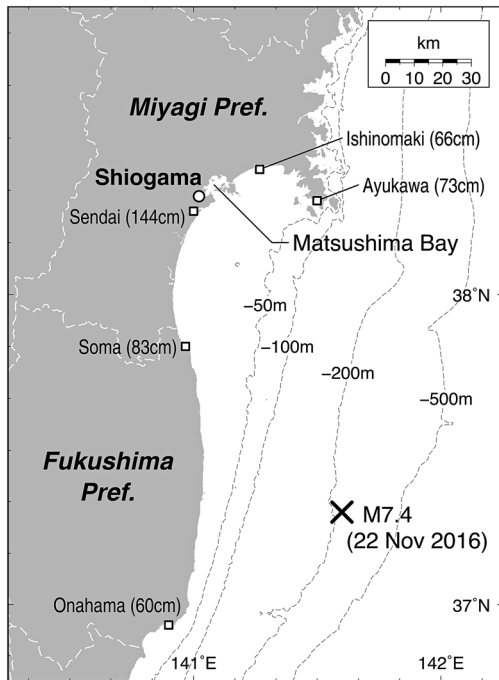 km
0 10 20 30
Miyagi Pref.
Ishinomaki (66cm)
Shiogama
Ayukawa (73cm)
Sendai (144cm)
Matsushima Bay
38˚N
−50m
Soma (83cm)
−100m
−200m
−500m
Fukushima
Pref.
M7.4
(22 Nov 2016)
Onahama (60cm)
37˚N
141˚E
142˚E